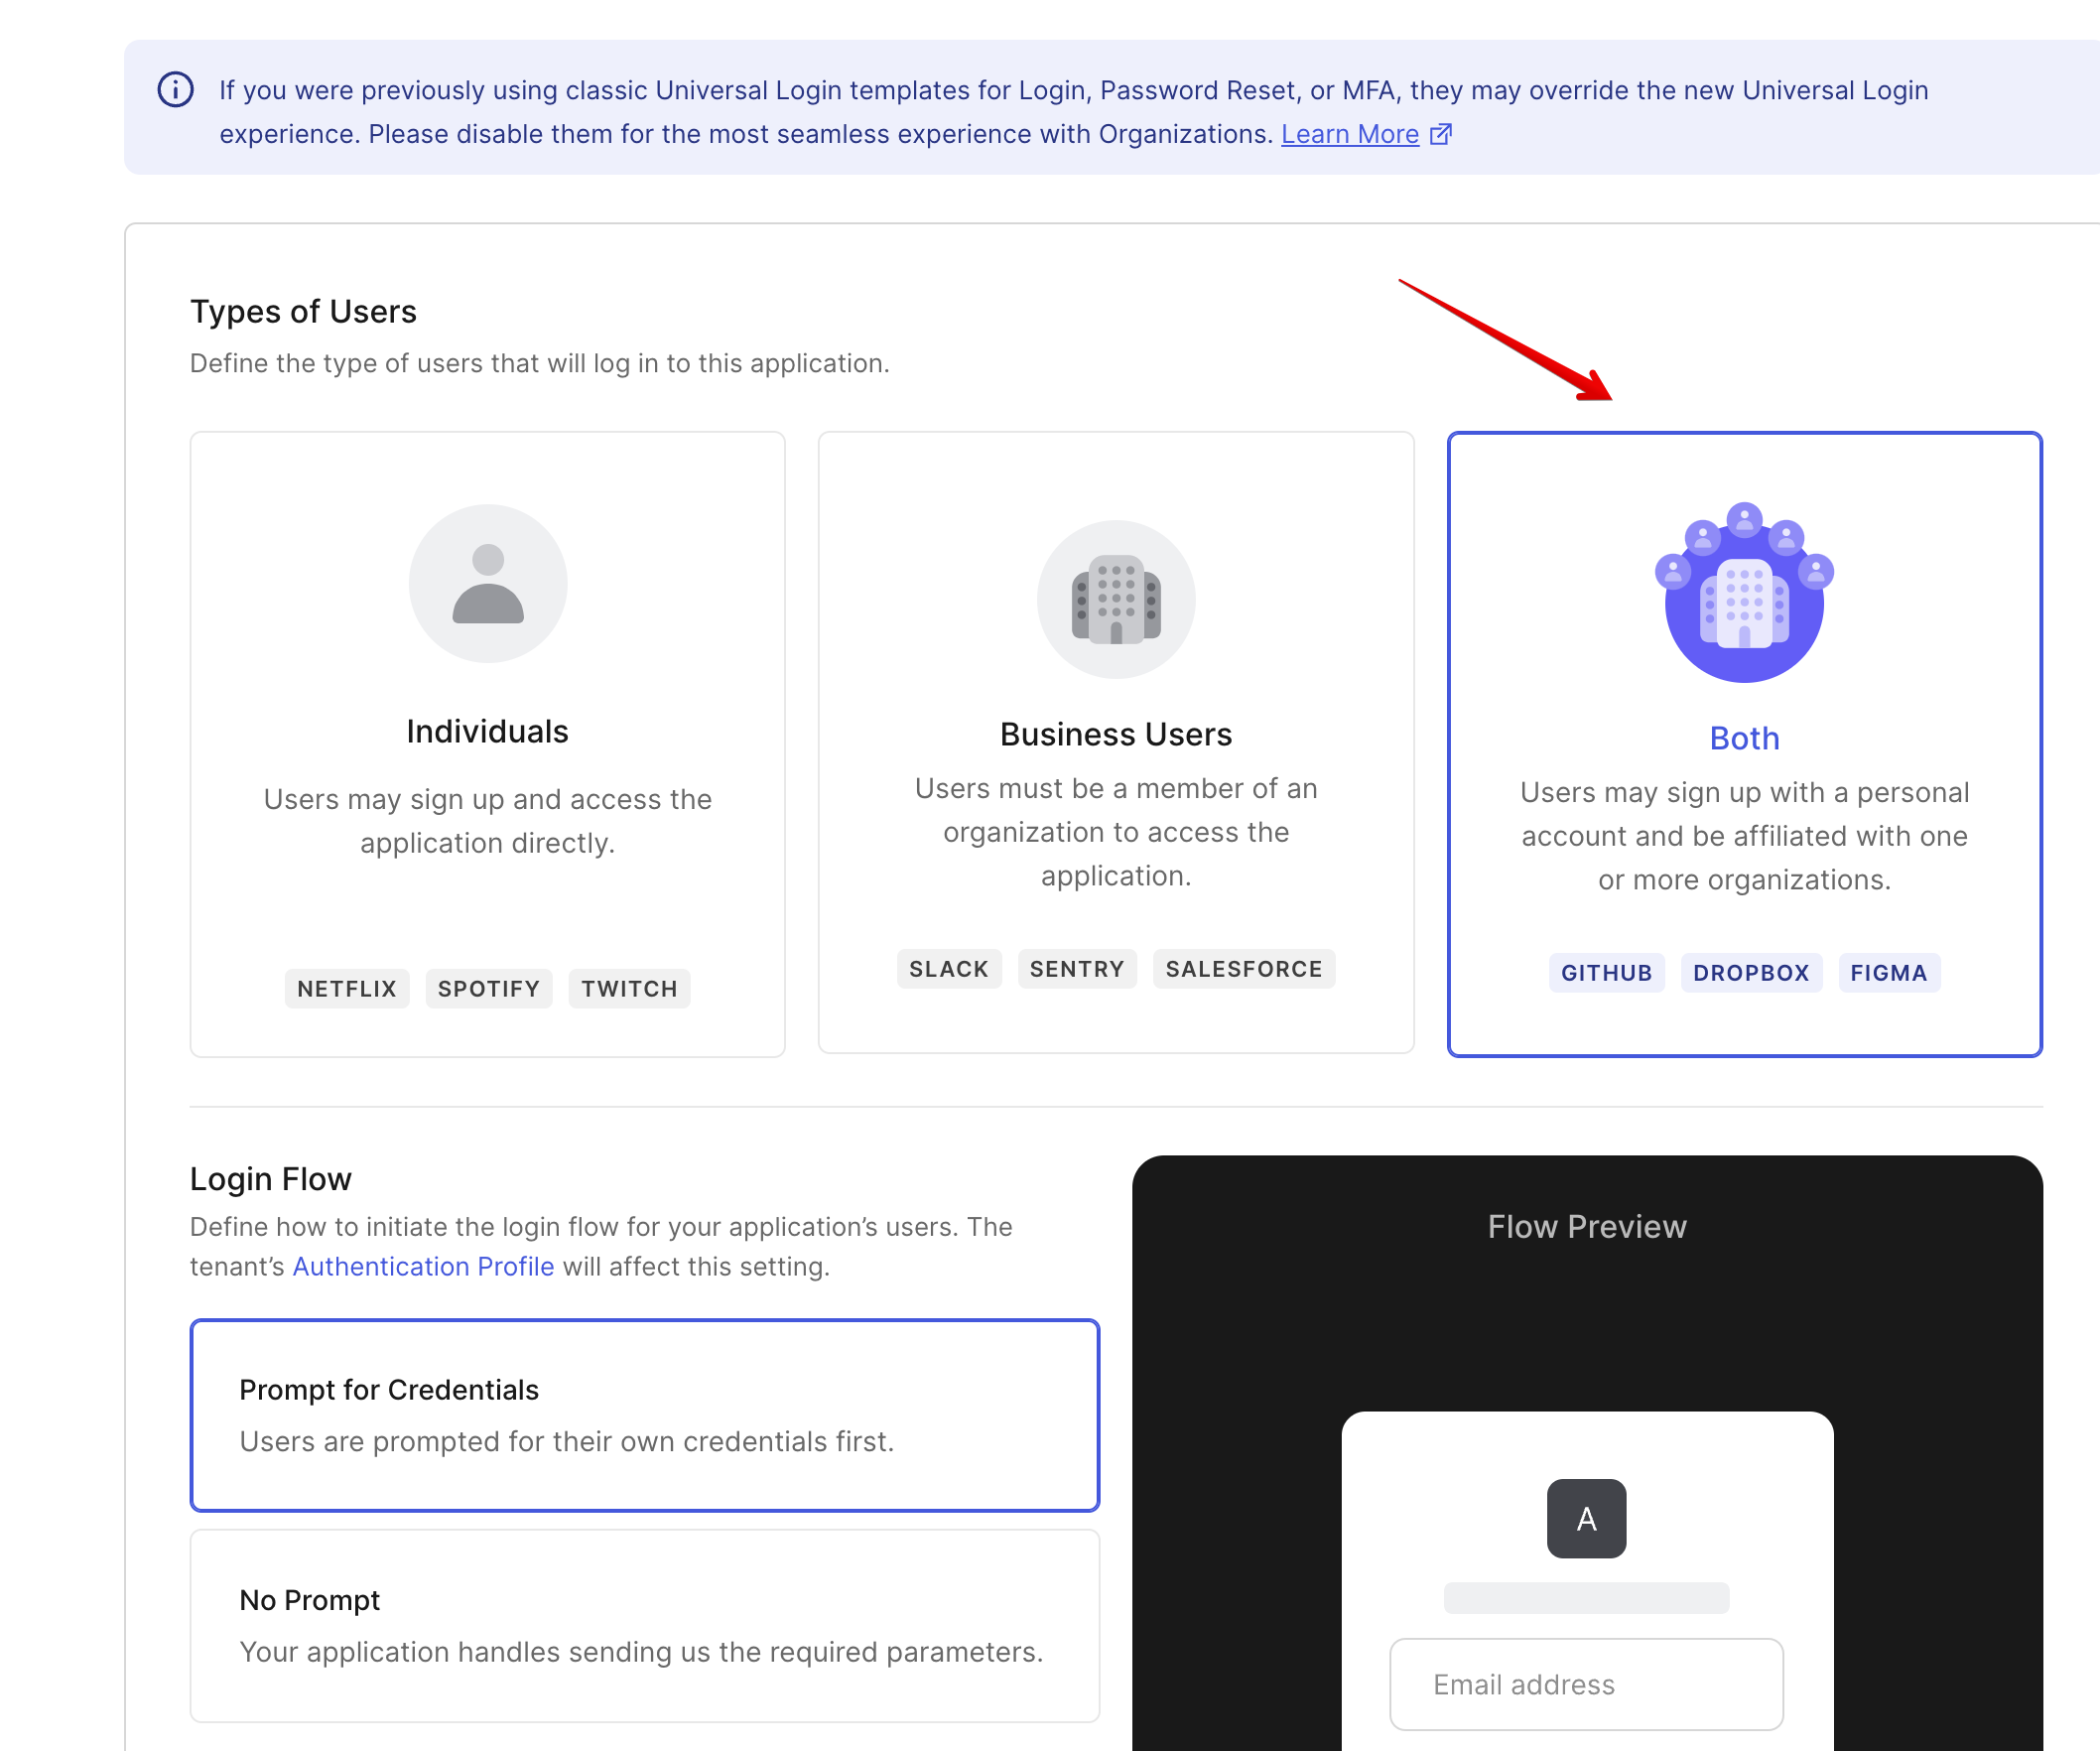 If you were previously using classic Universal Login templates for Login, Password Reset, or MFA, they may override the new Universal Login
experience. Please disable them for the most seamless experience with Organizations. Learn More
Types of Users
Define the type of users that will log in to this application.
Individuals
Users may sign up and access the
application directly.
NETFLIX SPOTIFY TWITCH
Business Users
Users must be a member of an
organization to access the
application.
SLACK SENTRY SALESFORCE
Both
Users may sign up with a personal
account and be affiliated with one
or more organizations.
GITHUB DROPBOX FIGMA
Login Flow
Define how to initiate the login flow for your application’s users. The
tenant’s Authentication Profile will affect this setting.
Prompt for Credentials
Users are prompted for their own credentials first.
No Prompt
Your application handles sending us the required parameters.
Flow Preview
A
Email address